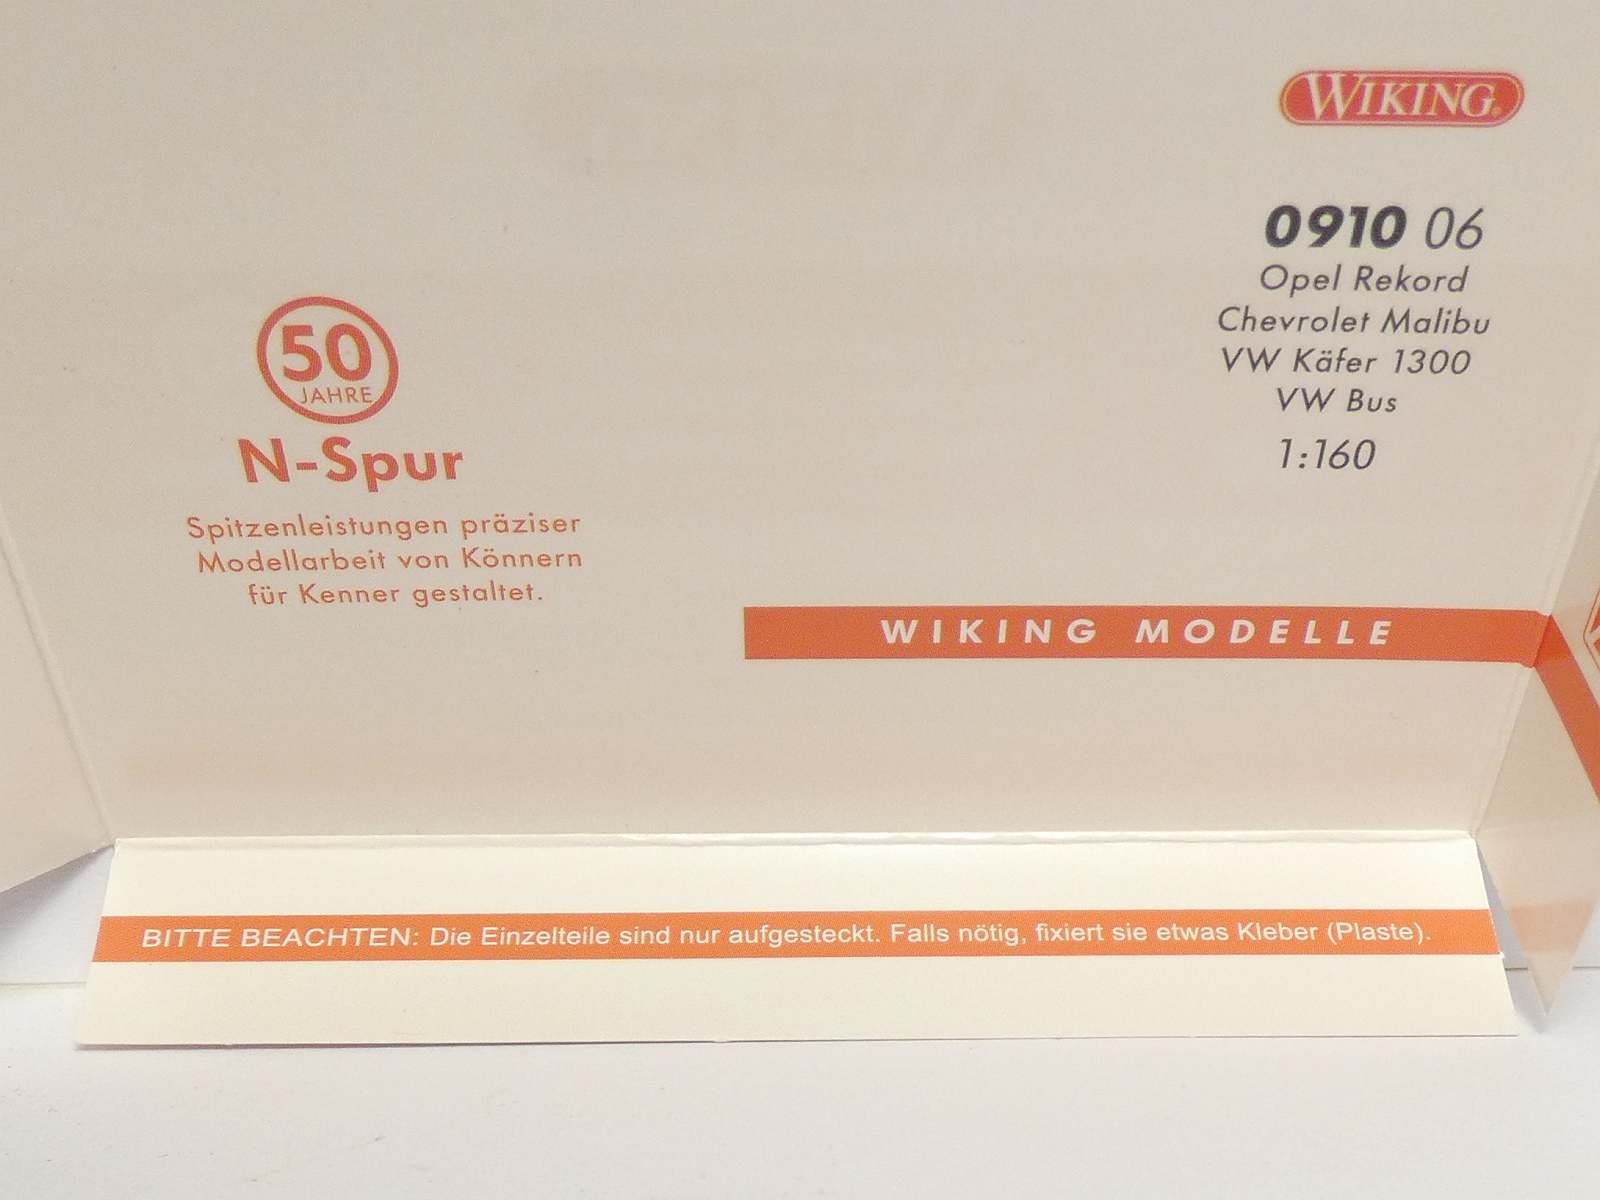 WIKING®
0910 06
Opel Rekord
Chevrolet Malibu
VW Käfer 1300
VW Bus
1:160
50
JAHRE
N-Spur
Spitzenleistungen präziser
Modellarbeit von Könnern
für Kenner gestaltet.
WIKING MODELLE
BITTE BEACHTEN: Die Einzelteile sind nur aufgesteckt. Falls nötig, fixiert sie etwas Kleber (Plaste).